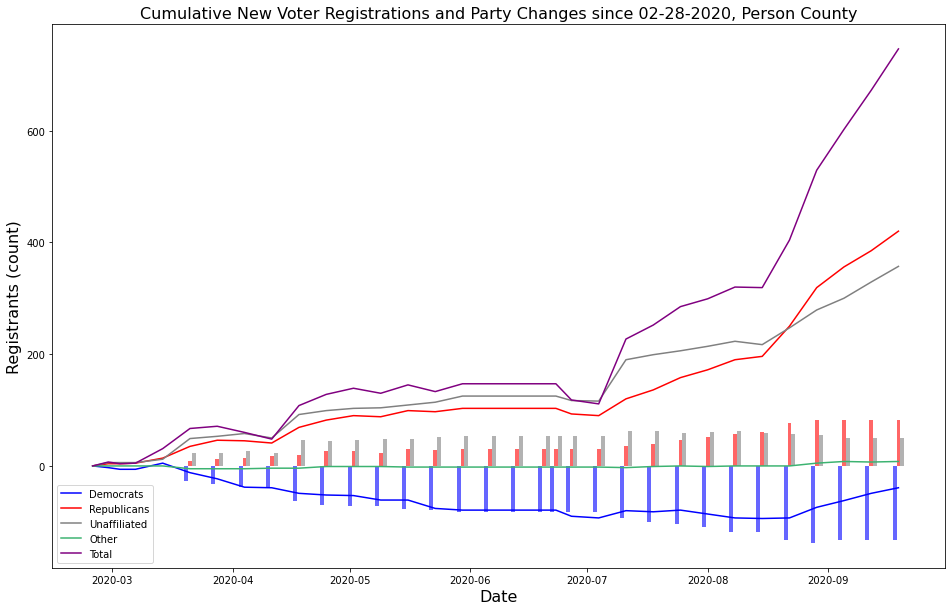 Cumulative New Voter Registrations and Party Changes since 02-28-2020, Person County
Registrants (count)
600
400
200
0
Democrats
Republicans
Unaffiliated
Other
Total
2020-03 2020-04 2020-05 2020-06 2020-07 2020-08 2020-09
Date